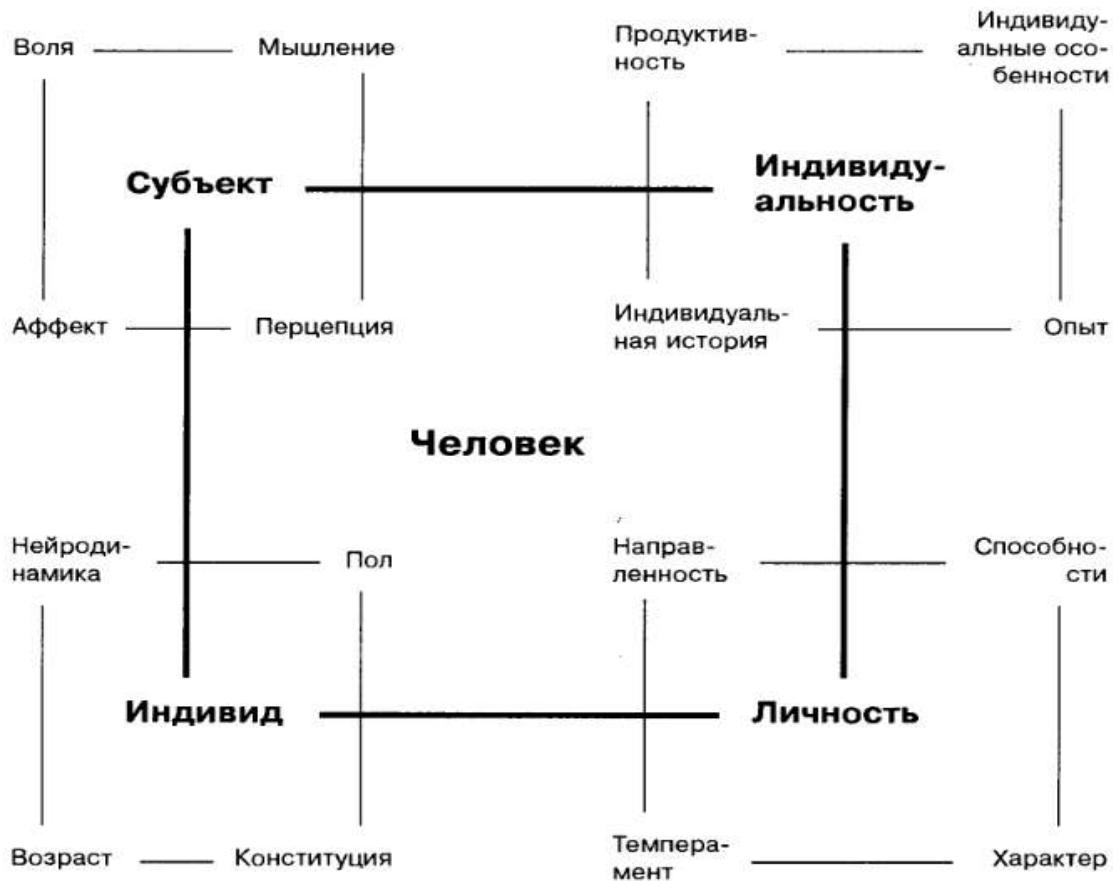 Воля
Мышление
Продуктив-
ность
Индивиду-
альные осо-
бенности
Субъект
Индивиду-
альность
Аффект
Перцепция
Индивидуаль-
ная история
Опыт
Человек
Нейроди-
намика
Пол
Направ-
ленность
Способно-
сти
Индивид
Личность
Возраст
Конституция
Темпера-
мент
Характер